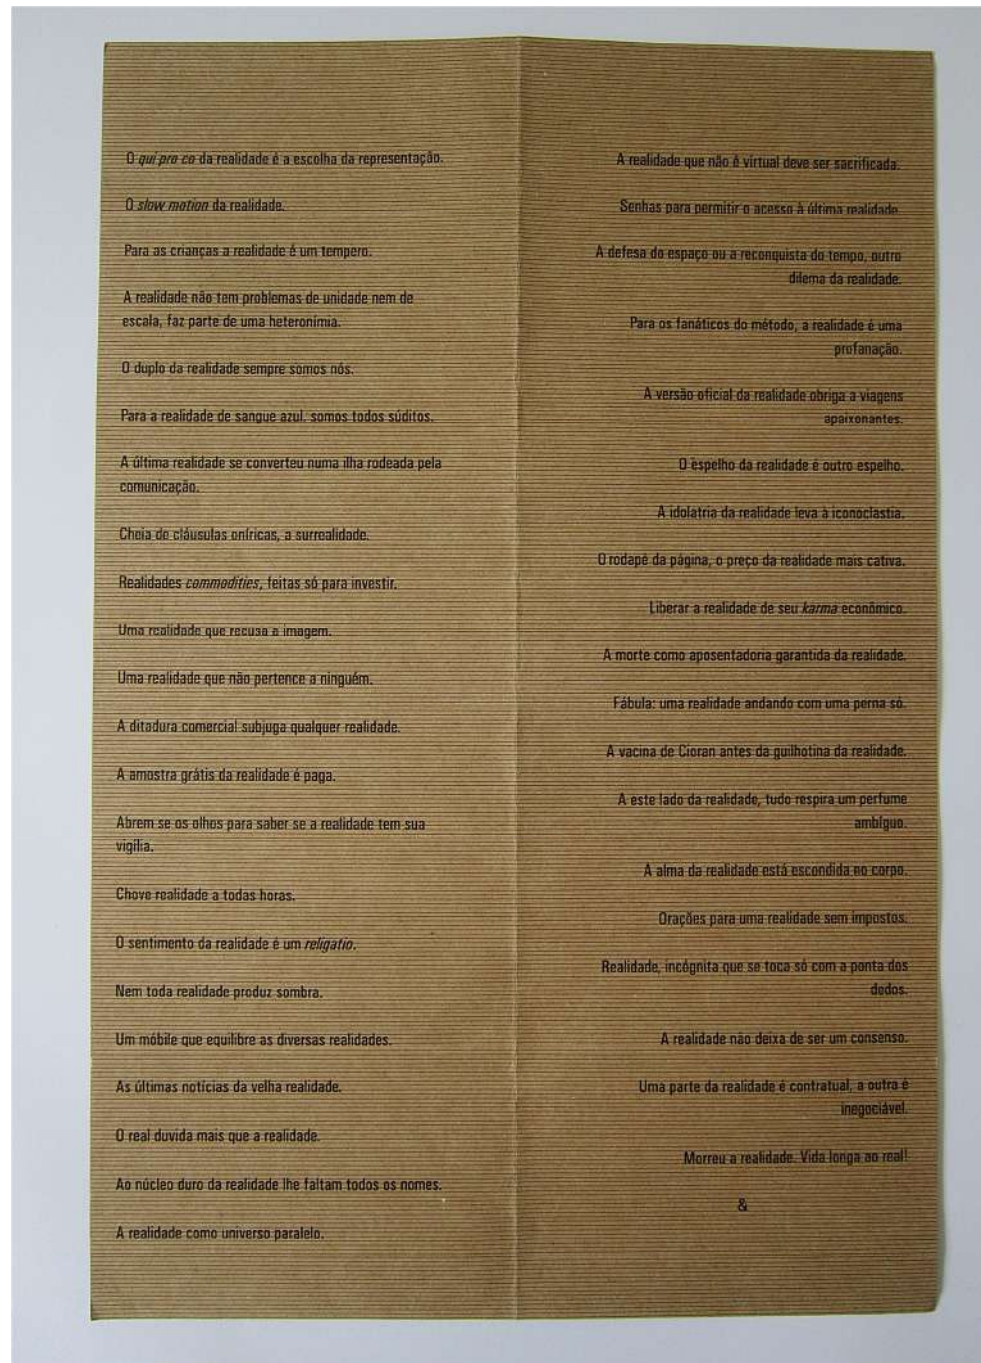 O qui pro co da realidade é a escolha da representação.
O slow motion da realidade.
Para as crianças a realidade é um tempero.
A realidade não tem problemas de unidade nem de
escala, faz parte de uma heteronímia.
O duplo da realidade sempre somos nós.
Para a realidade de sangue azul. somos todos súditos.
A última realidade se converteu numa ilha rodeada pela
comunicação.
Cheia de cláusulas oníricas, a surrealidade.
Realidades commodities, feitas só para investir.
Uma realidade que recusa a imagem.
Uma realidade que não pertence a ninguém.
A ditadura comercial subjuga qualquer realidade.
A amostra grátis da realidade é paga.
Abrem se os olhos para saber se a realidade tem sua
vigília.
Chove realidade a todas horas.
O sentimento da realidade é um religatio.
Nem toda realidade produz sombra.
Um móbile que equilibre as diversas realidades.
As últimas notícias da velha realidade.
O real duvida mais que a realidade.
Ao núcleo duro da realidade lhe faltam todos os nomes.
A realidade como universo paralelo.
A realidade que não é virtual deve ser sacrificada.
Senhas para permitir o acesso à última realidade.
A defesa do espaço ou a reconquista do tempo, outro
dilema da realidade.
Para os fanáticos do método, a realidade é uma
profanação.
A versão oficial da realidade obriga a viagens
apaixonantes.
O espelho da realidade é outro espelho.
A idolatria da realidade leva à iconoclastia.
O rodapé da página, o preço da realidade mais cativa.
Liberar a realidade de seu karma econômico.
A morte como aposentadoria garantida da realidade.
Fábula: uma realidade andando com uma perna só.
A vacina de Cioran antes da guilhotina da realidade.
A este lado da realidade, tudo respira um perfume
ambíguo.
A alma da realidade está escondida no corpo.
Orações para uma realidade sem impostos.
Realidade, incógnita que se toca só com a ponta dos
dedos.
A realidade não deixa de ser um consenso.
Uma parte da realidade é contratual, a outra é
inegociável.
Morreu a realidade. Vida longa ao real!
&